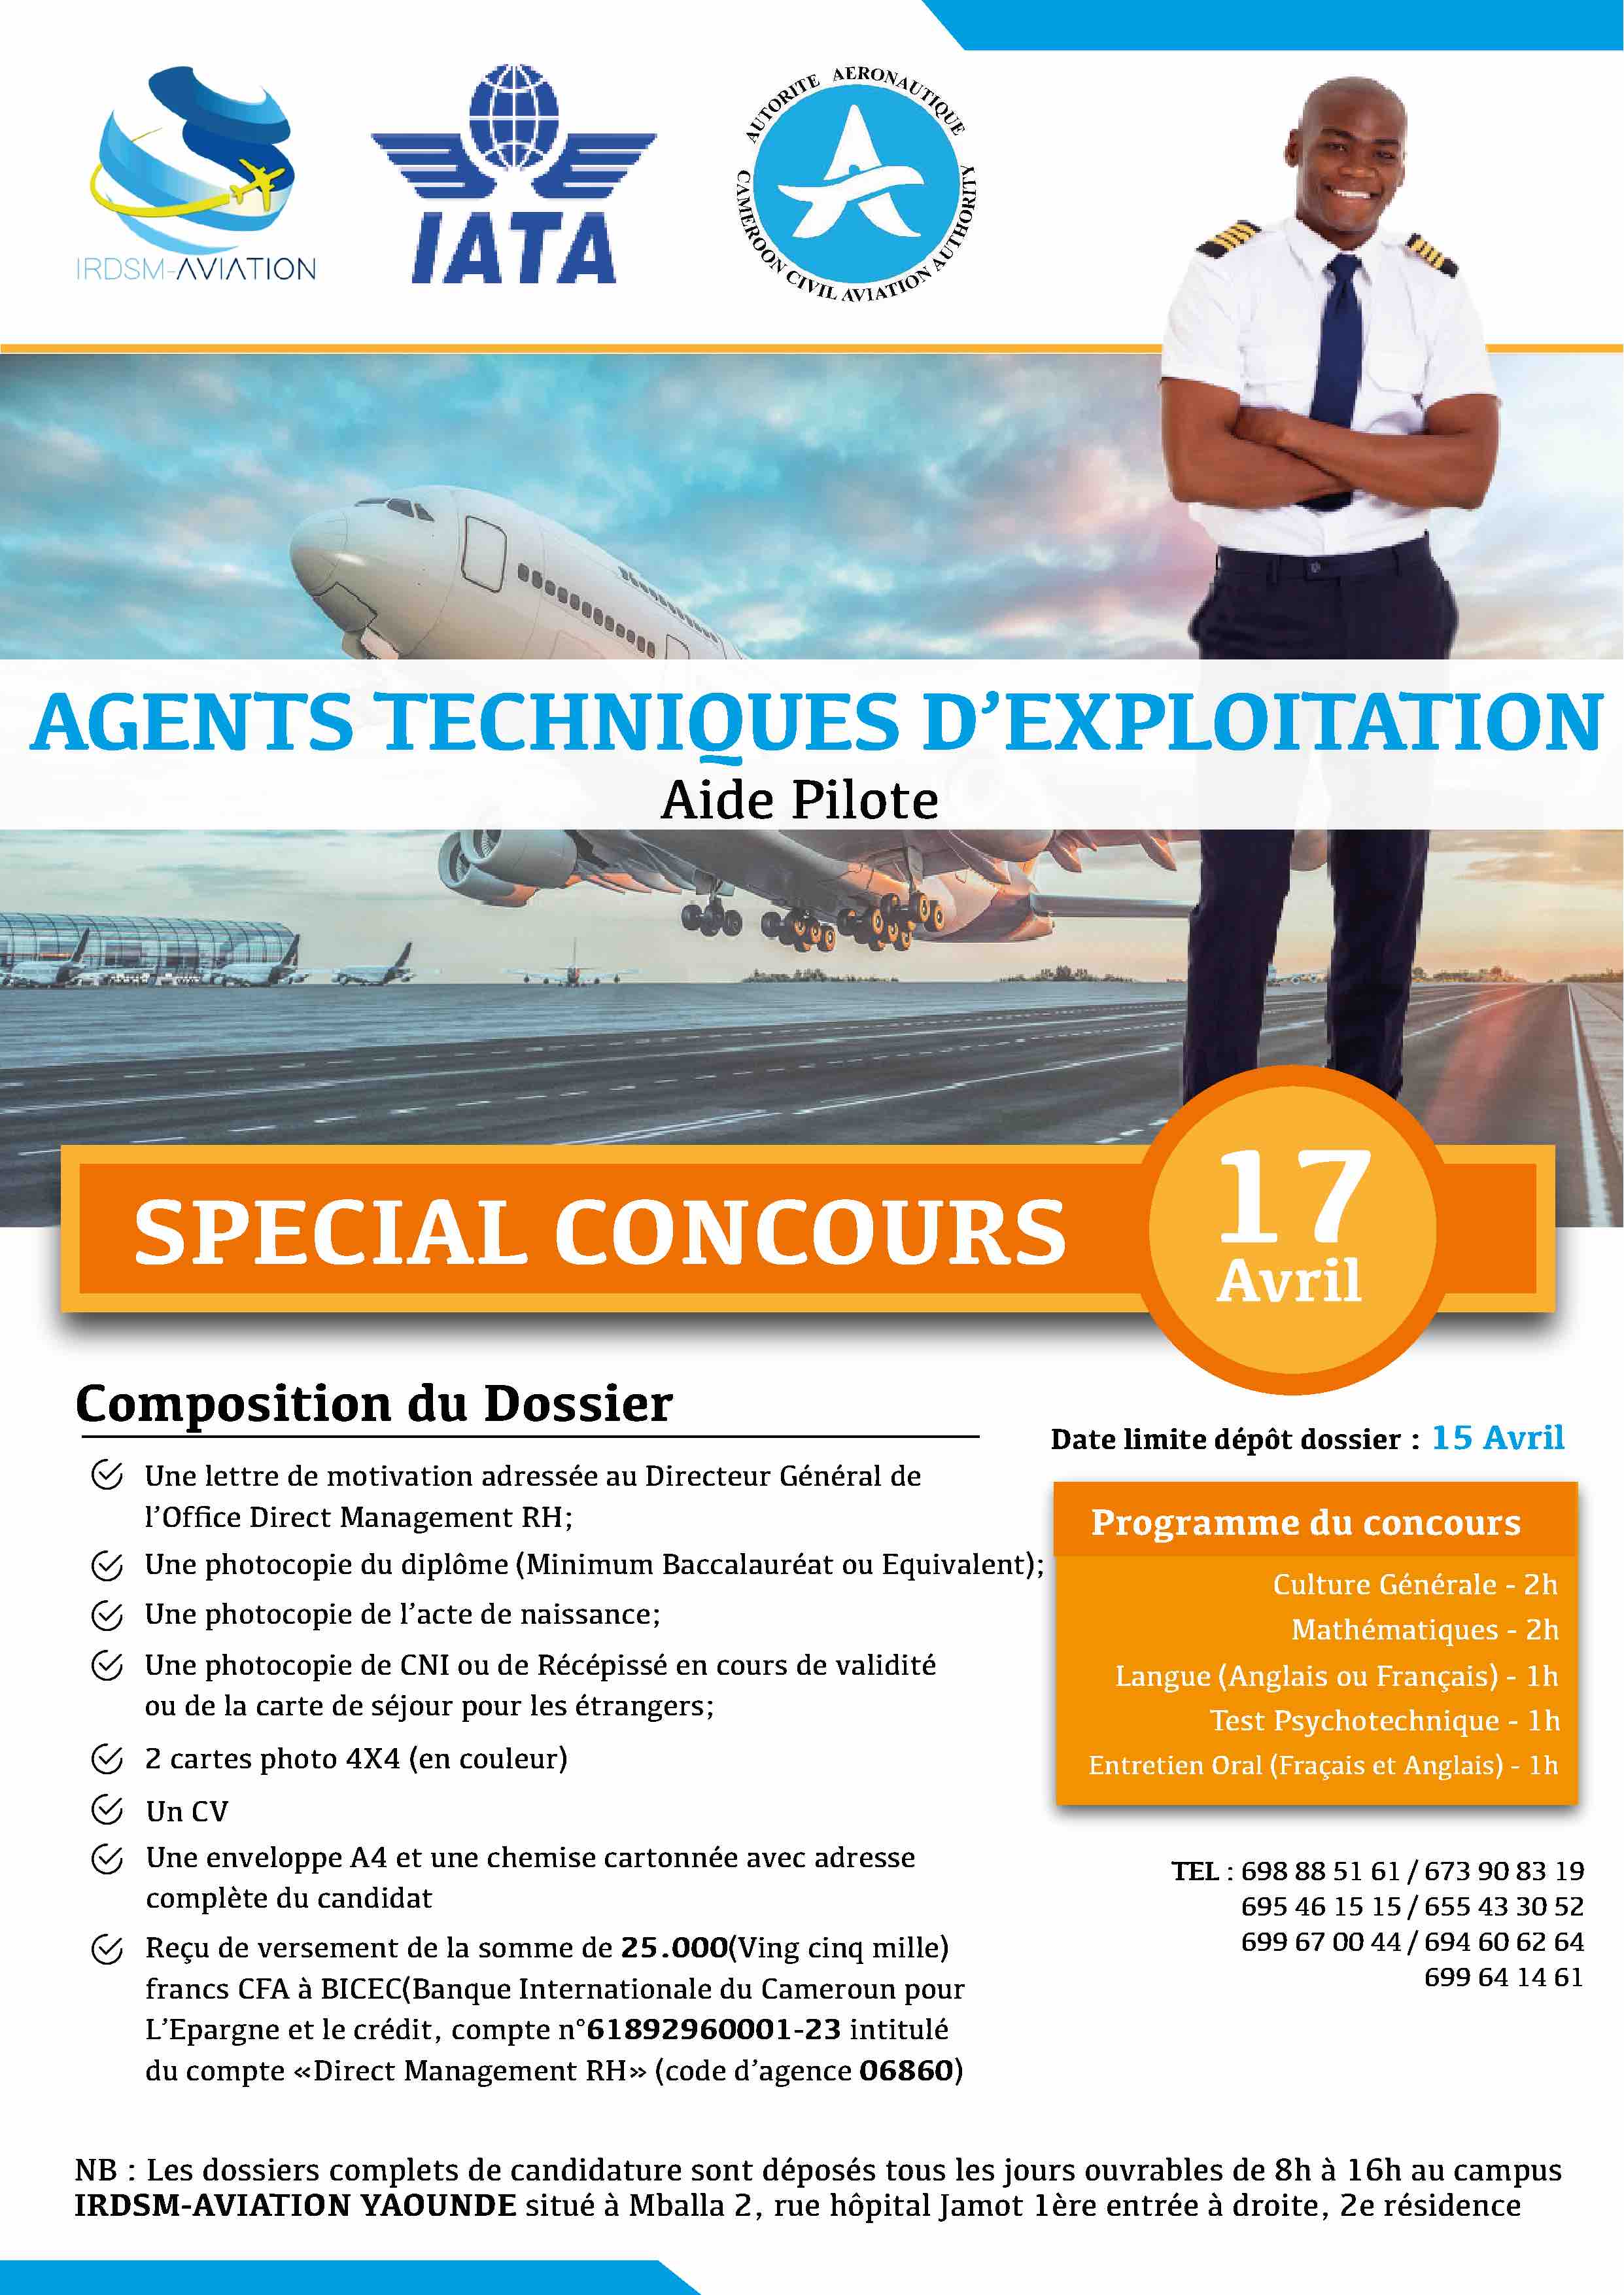 IRDSM-AVIATION
IATA
AUTORITE AERONAUTIQUE
CAMEROON CIVIL AVIATION AUTHORITY
AGENTS TECHNIQUES D’EXPLOITATION
Aide Pilote
SPECIAL CONCOURS
17
Avril
Composition du Dossier
Une lettre de motivation adressée au Directeur Général de
l’Office Direct Management RH;
Une photocopie du diplôme (Minimum Baccalauréat ou Equivalent);
Une photocopie de l’acte de naissance;
Une photocopie de CNI ou de Récépissé en cours de validité
ou de la carte de séjour pour les étrangers;
2 cartes photo 4X4 (en couleur)
Un CV
Une enveloppe A4 et une chemise cartonnée avec adresse
complète du candidat
Reçu de versement de la somme de 25.000(Ving cinq mille)
francs CFA à BICEC(Banque Internationale du Cameroun pour
L’Epargne et le crédit, compte n°61892960001-23 intitulé
du compte «Direct Management RH» (code d’agence 06860)
Date limite dépôt dossier : 15 Avril
Programme du concours
Culture Générale - 2h
Mathématiques - 2h
Langue (Anglais ou Français) - 1h
Test Psychotechnique - 1h
Entretien Oral (Fraçais et Anglais) - 1h
TEL : 698 88 51 61 / 673 90 83 19
695 46 15 15 / 655 43 30 52
699 67 00 44 / 694 60 62 64
699 64 14 61
NB : Les dossiers complets de candidature sont déposés tous les jours ouvrables de 8h à 16h au campus
IRDSM-AVIATION YAOUNDE situé à Mballa 2, rue hôpital Jamot 1ère entrée à droite, 2e résidence